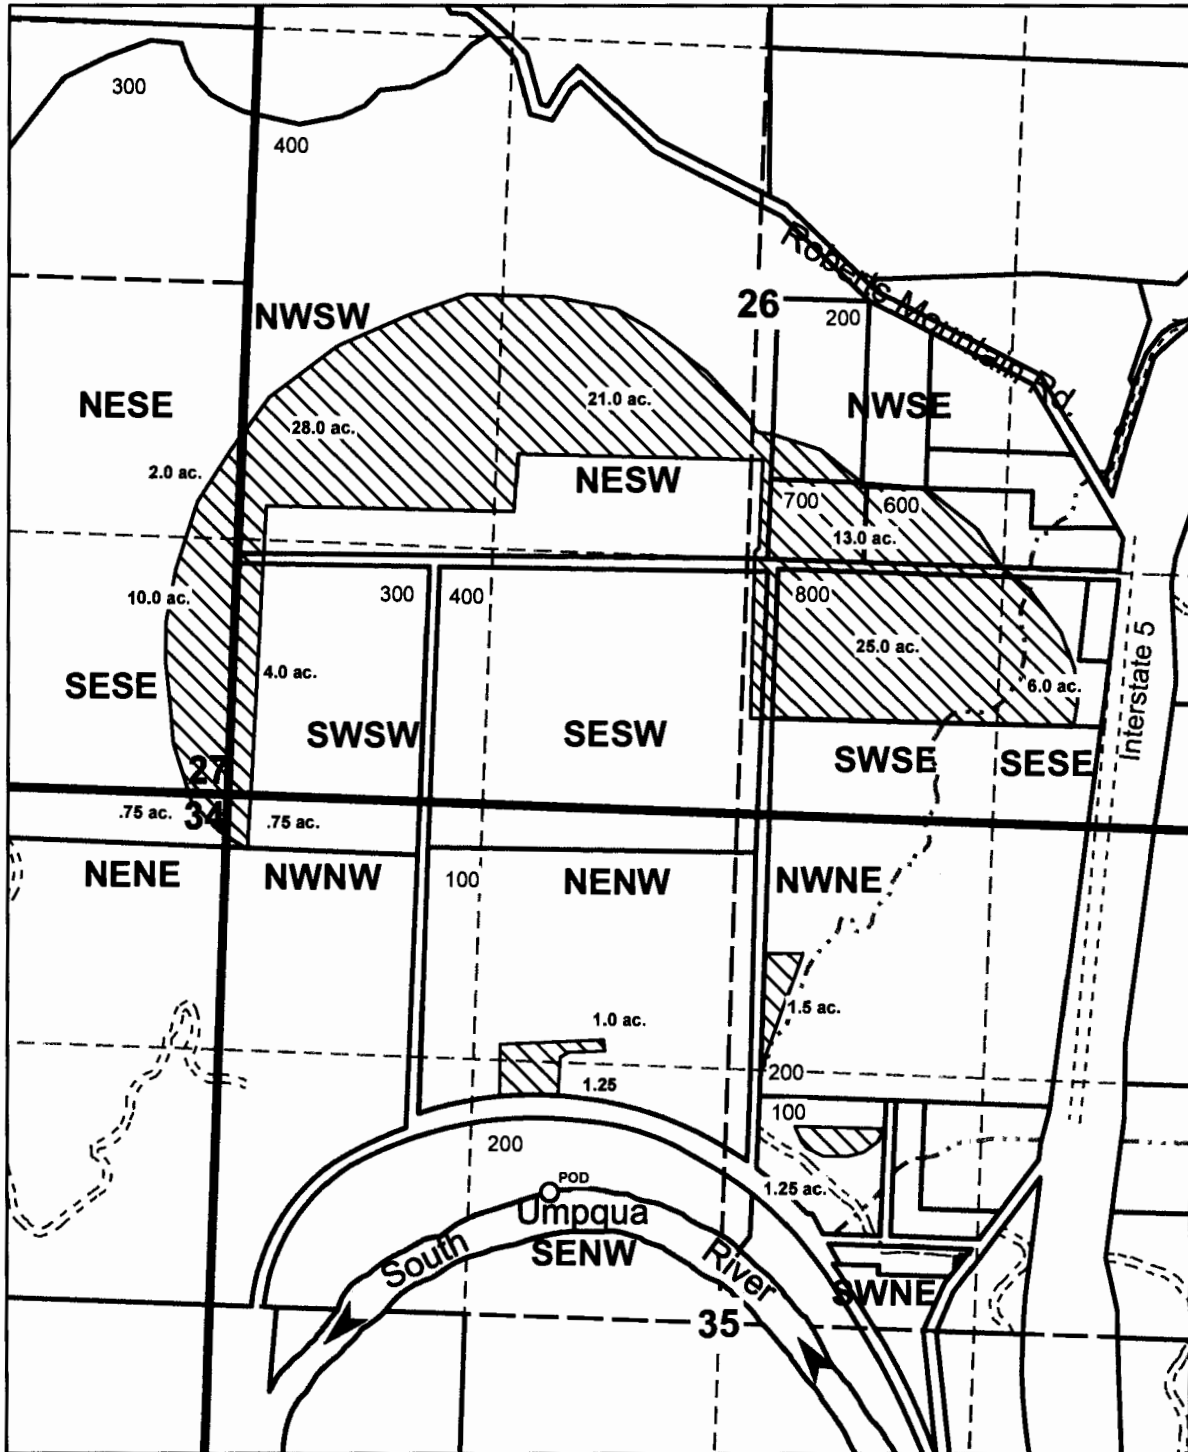 300
400
Roberts Mountain Rd.
26
200
NWSW
NESE
21.0 ac.
NWSE
28.0 ac.
2.0 ac.
NESW
700
600
13.0 ac.
10.0 ac.
300
400
800
Interstate 5
25.0 ac.
4.0 ac.
6.0 ac.
SESE
SWSW
SESW
SWSE
SESE
27
34
.75 ac.
.75 ac.
NENE
NWNW
100
NENW
NWNE
1.5 ac.
1.0 ac.
200
1.25
100
200
POD
1.25 ac.
Umpqua
South
River
SENW
SWNE
35